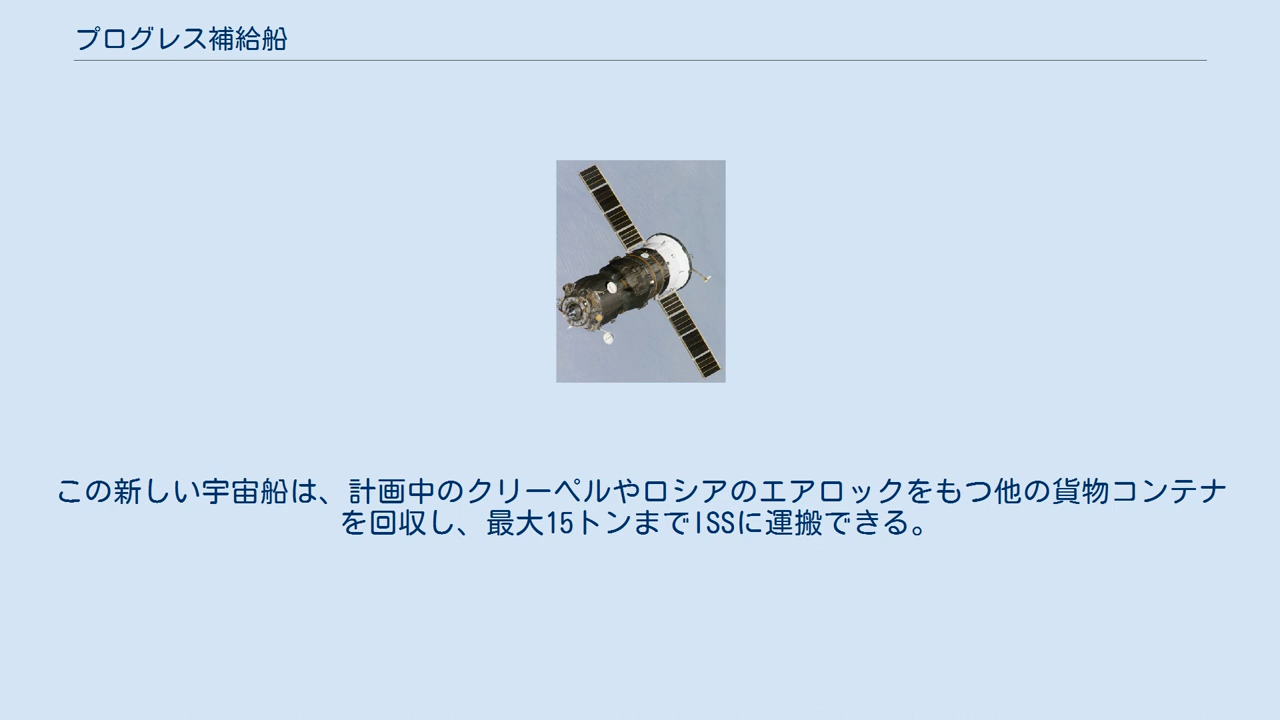 プログレス補給船
この新しい宇宙船は、計画中のクリーペルやロシアのエアロックをもつ他の貨物コンテナ
を回収し、最大15トンまでISSに運搬できる。